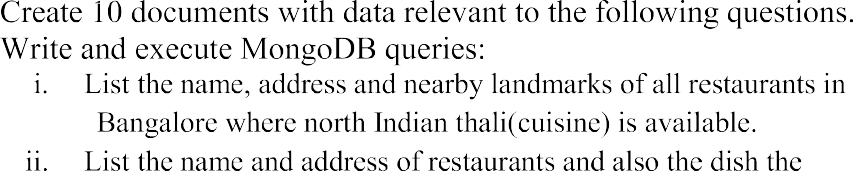 Create 10 documents with data relevant to the following questions.
Write and execute MongoDB queries:
i. List the name, address and nearby landmarks of all restaurants in
Bangalore where north Indian thali(cuisine) is available.
ii. List the name and address of restaurants and also the dish the